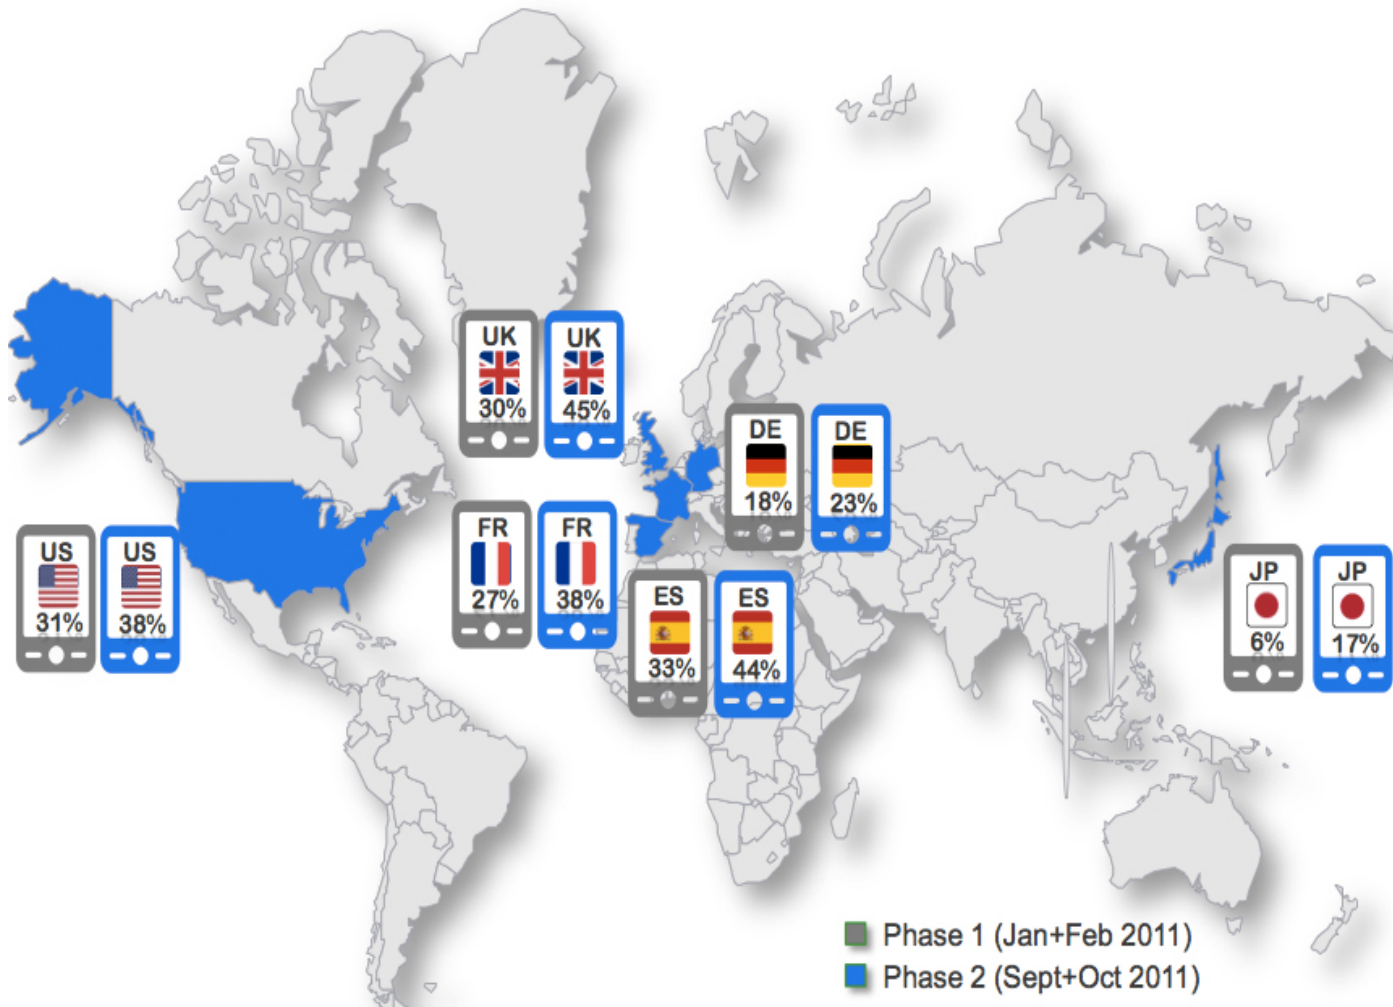 UK
30%
UK
45%
DE
18%
DE
23%
FR
27%
FR
38%
US
31%
US
38%
JP
6%
JP
17%
ES
33%
ES
44%
Phase 1 (Jan+Feb 2011)
Phase 2 (Sept+Oct 2011)